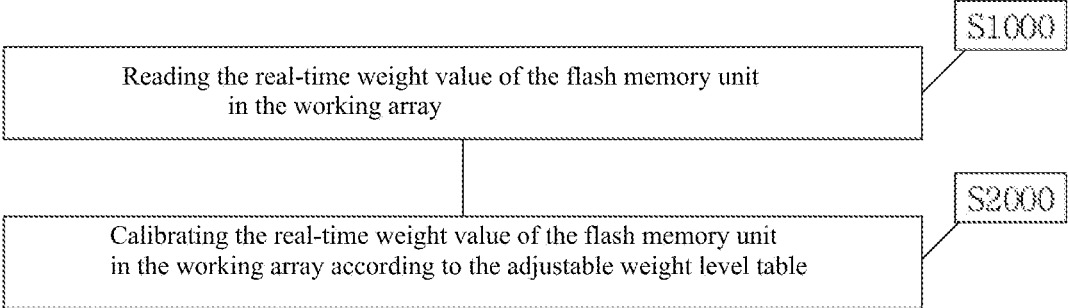 S1000
Reading the real-time weight value of the flash memory unit
in the working array
S2000
Calibrating the real-time weight value of the flash memory unit
in the working array according to the adjustable weight level table